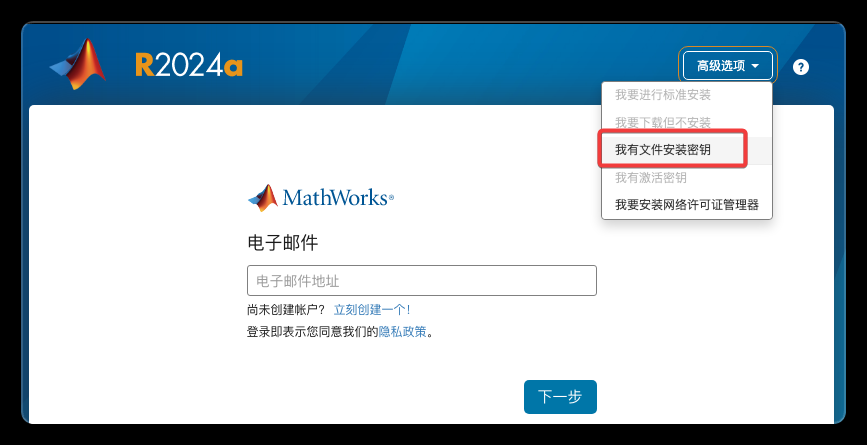 R2024a
高级选项
?
我要进行标准安装
我要下载但不安装
我有文件安装密钥
我有激活密钥
我要安装网络许可证管理器
MathWorks®
电子邮件
电子邮件地址
尚未创建帐户? 立刻创建一个!
登录即表示您同意我们的隐私政策。
下一步